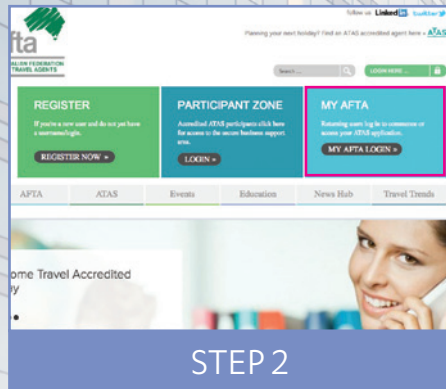 follow us LinkedIn twitter
Planning your next holiday? Find an ATAS accredited agent here » ATAS
fta
ALIAN FEDERATION
TRAVEL AGENTS
Search ...
LOGIN HERE ...
REGISTER
If you're a new user and do not yet have
a username/login.
REGISTER NOW »
PARTICIPANT ZONE
Accredited ATAS participants click here
for access to the secure business support
area.
LOGIN »
MY AFTA
Returning users log in to commence or
access your ATAS application.
MY AFTA LOGIN »
AFTA
ATAS
Events
Education
News Hub
Travel Trends
ome Travel Accredited
y
STEP 2